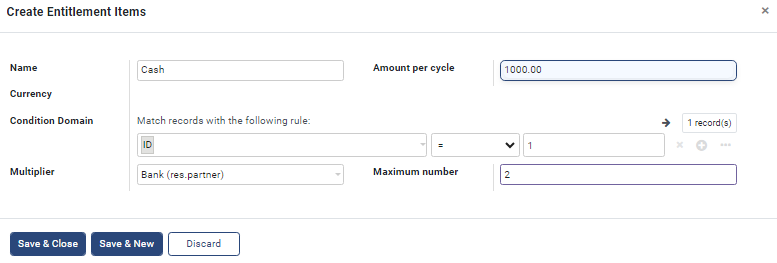 Create Entitlement Items ×
Name Cash Amount per cycle 1000.00
Currency
Condition Domain Match records with the following rule: 1 record(s)
ID = 1
Multiplier Bank (res.partner) Maximum number 2
Save & Close Save & New Discard